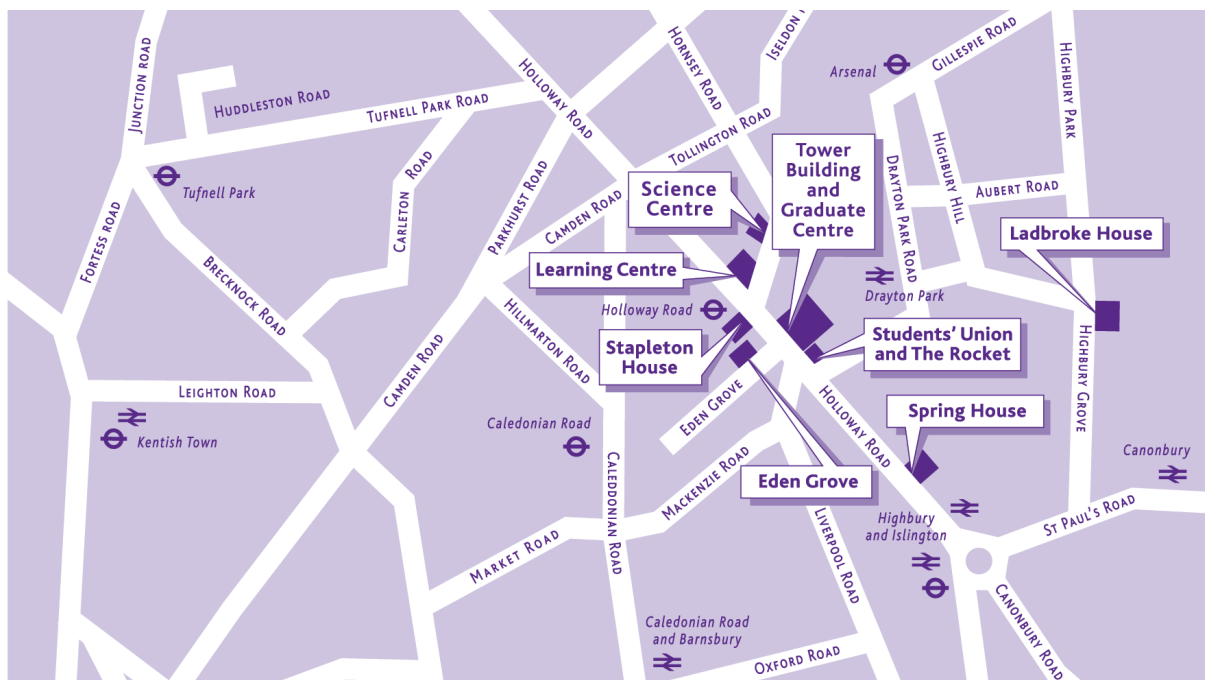 Junction road
Huddleston Road
Tufnell Park Road
Tufnell Park
Fortess road
Brecknock Road
Carleton Road
Parkhurst Road
Camden Road
Holloway Road
Hornsey Road
Tollington Road
Arsenal
Gillespie Road
Highbury Park
Highbury Hill
Drayton Park Road
Aubert Road
Science
Centre
Tower
Building
and
Graduate
Centre
Ladbroke House
Learning Centre
Drayton Park
Holloway Road
Stapleton
House
Students' Union
and The Rocket
Hillmarton Road
Camden Road
Leighton Road
Kentish Town
Caledonian Road
Eden Grove
Holloway Road
Spring House
Highbury Grove
Canonbury
Eden Grove
Mackenzie Road
Caleddonian Road
Market Road
Liverpool Road
Highbury
and Islington
St Paul's Road
Canonbury Road
Caledonian Road
and Barnsbury
Oxford Road